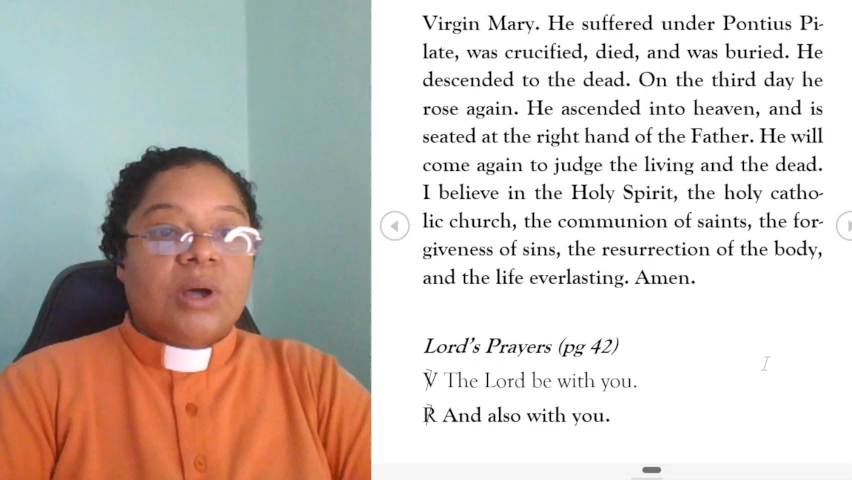 Virgin Mary. He suffered under Pontius Pi-
late, was crucified, died, and was buried. He
descended to the dead. On the third day he
rose again. He ascended into heaven, and is
seated at the right hand of the Father. He will
come again to judge the living and the dead.
I believe in the Holy Spirit, the holy catho-
lic church, the communion of saints, the for-
giveness of sins, the resurrection of the body,
and the life everlasting. Amen.
Lord's Prayers (pg 42)
℣ The Lord be with you.
℟ And also with you.